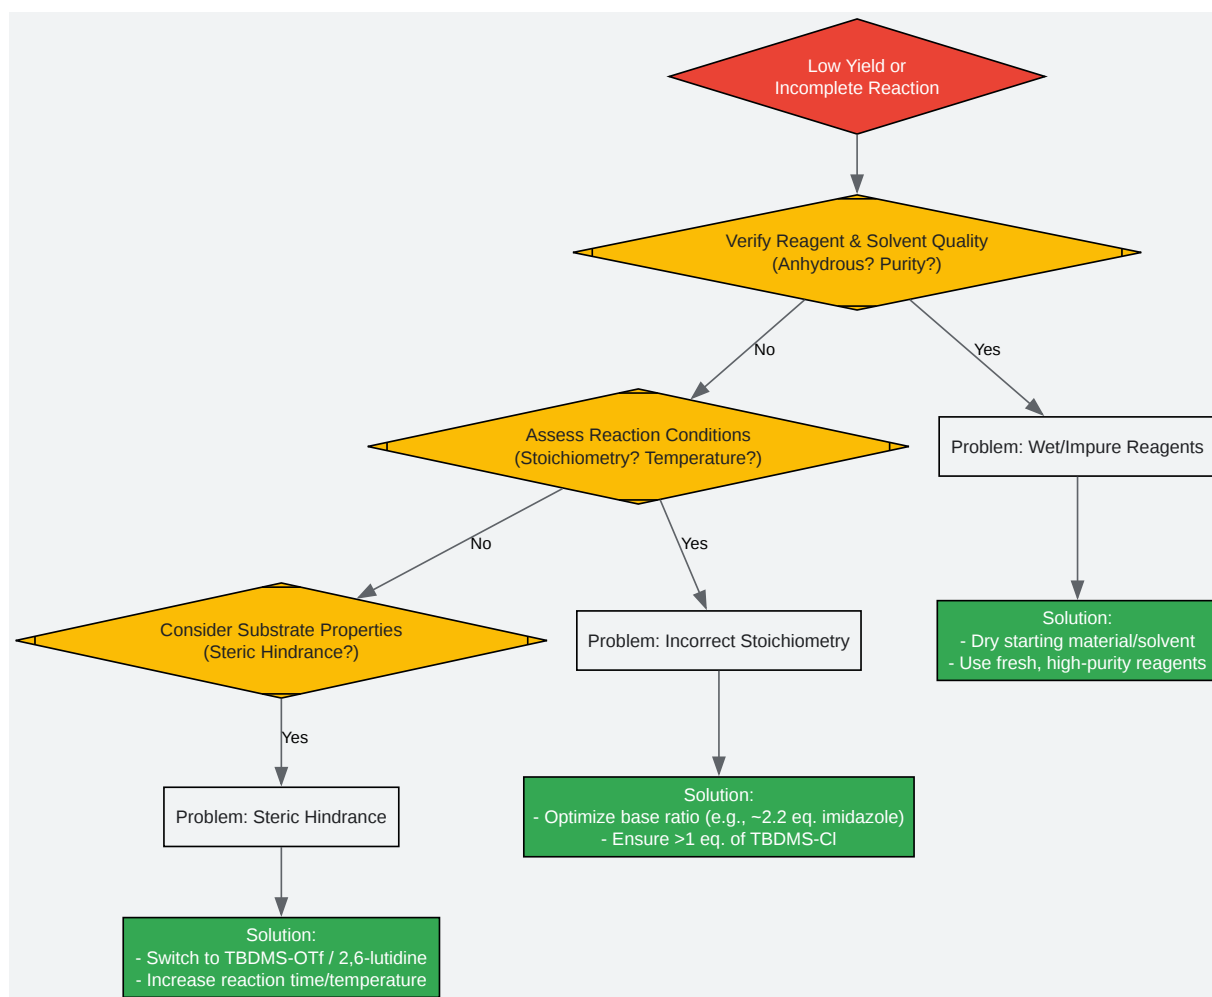 Low Yield or
Incomplete Reaction
Verify Reagent & Solvent Quality
(Anhydrous? Purity?)
No
Yes
Assess Reaction Conditions
(Stoichiometry? Temperature?)
Problem: Wet/Impure Reagents
No
Yes
Consider Substrate Properties
(Steric Hindrance?)
Problem: Incorrect Stoichiometry
Solution:
- Dry starting material/solvent
- Use fresh, high-purity reagents
Yes
Problem: Steric Hindrance
Solution:
- Optimize base ratio (e.g., ~2.2 eq. imidazole)
- Ensure >1 eq. of TBDMS-Cl
Solution:
- Switch to TBDMS-OTf / 2,6-lutidine
- Increase reaction time/temperature